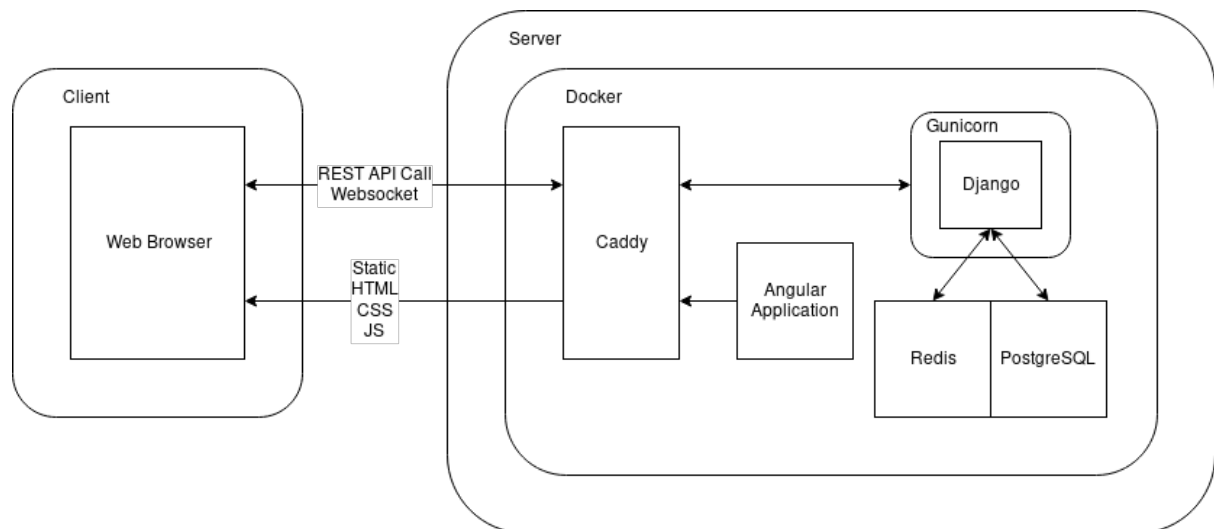 Server
Client
Docker
Gunicorn
REST API Call
Websocket
Django
Web Browser
Caddy
Static
HTML
CSS
JS
Angular
Application
Redis
PostgreSQL